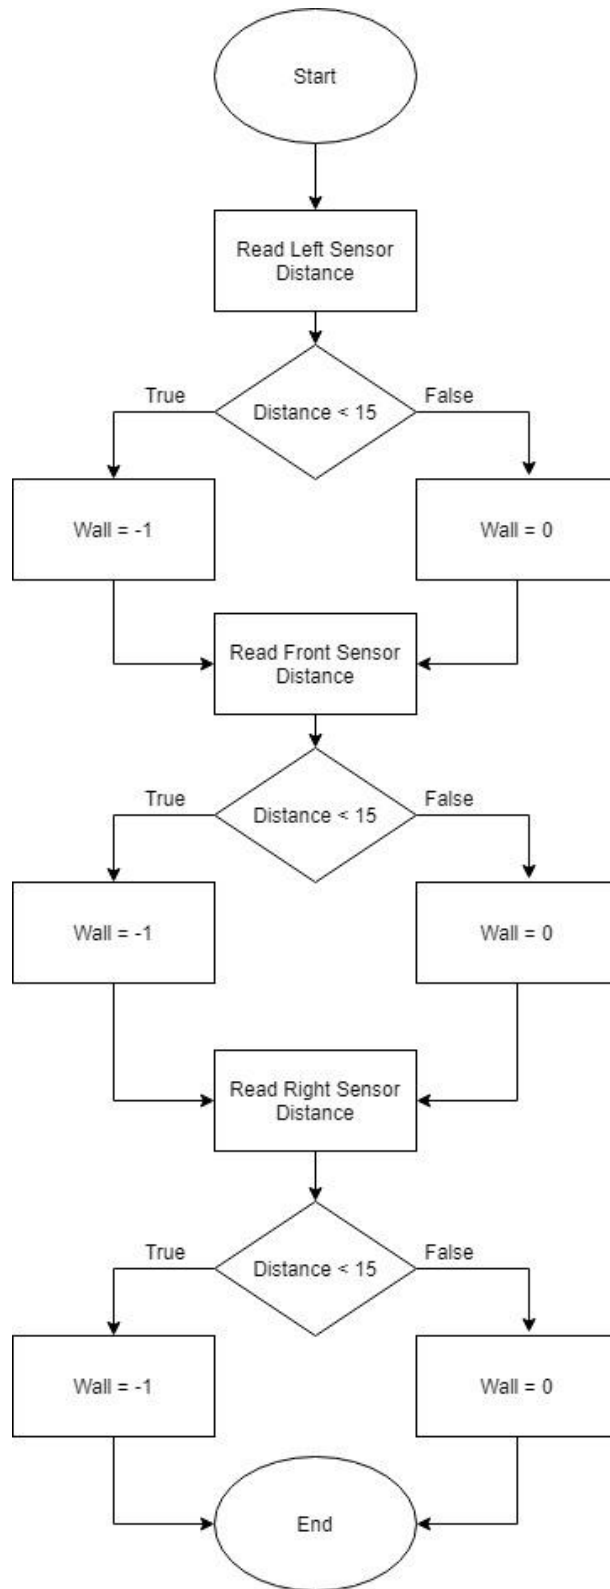 Start
Read Left Sensor
Distance
True
Distance < 15
False
Wall = -1
Wall = 0
Read Front Sensor
Distance
True
Distance < 15
False
Wall = -1
Wall = 0
Read Right Sensor
Distance
True
Distance < 15
False
Wall = -1
Wall = 0
End